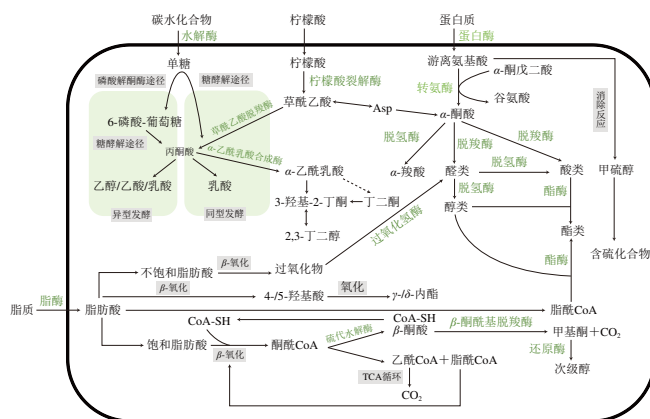 碳水化合物
柠檬酸
蛋白质
水解酶
蛋白酶
单糖
柠檬酸
游离氨基酸
磷酸解酮酶途径
糖酵解途径
柠檬酸裂解酶
转氨酶
α-酮戊二酸
谷氨酸
消除反应
6-磷酸-葡萄糖
草酰乙酸脱羧酶
草酰乙酸
Asp
α-酮酸
糖酵解途径
丙酮酸
α-乙酰乳酸合成酶
脱氢酶
脱羧酶
脱羧酶
乙醇/乙酸/乳酸
乳酸
α-乙酰乳酸
α-羧酸
醛类
脱氢酶
酸类
甲硫醇
异型发酵
同型发酵
3-羟基-2-丁酮
丁二酮
脱氢酶
酯酶
醇类
2,3-丁二醇
过氧化氢酶
酯类
含硫化合物
不饱和脂肪酸
β-氧化
过氧化物
酯酶
β-氧化
4-/5-羟基酸
氧化
γ-/δ-内酯
脂质
脂酶
脂肪酸
脂酰CoA
CoA-SH
CoA-SH
硫代水解酶
β-酮酸
β-酮酰基脱羧酶
甲基酮+CO₂
饱和脂肪酸
β-氧化
酮酰CoA
还原酶
乙酰CoA+脂酰CoA
次级醇
TCA循环
CO₂